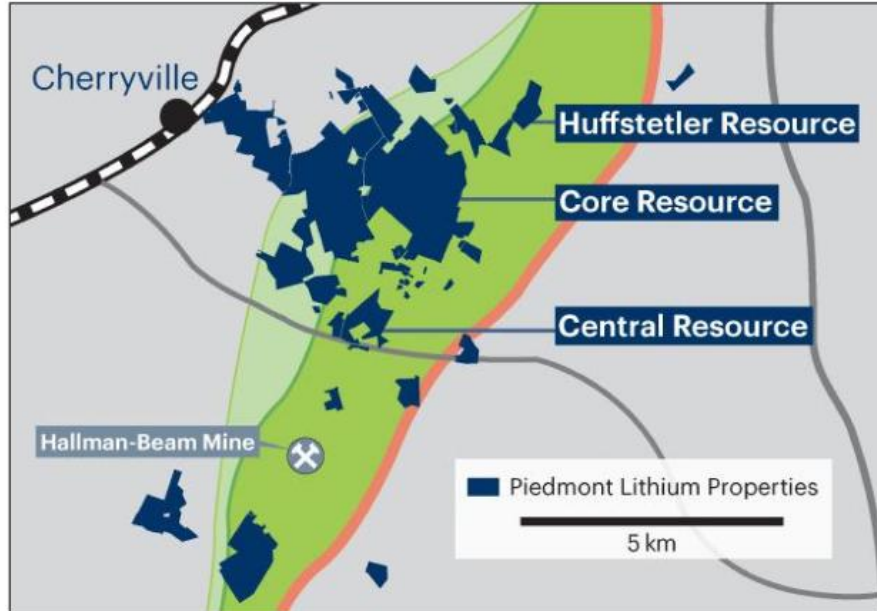 Cherryville
Huffstetler Resource
Core Resource
Central Resource
Hallman-Beam Mine
Piedmont Lithium Properties
5 km